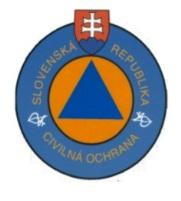 SLOVENSKÁ REPUBLIKA
CIVILNÁ OCHRANA